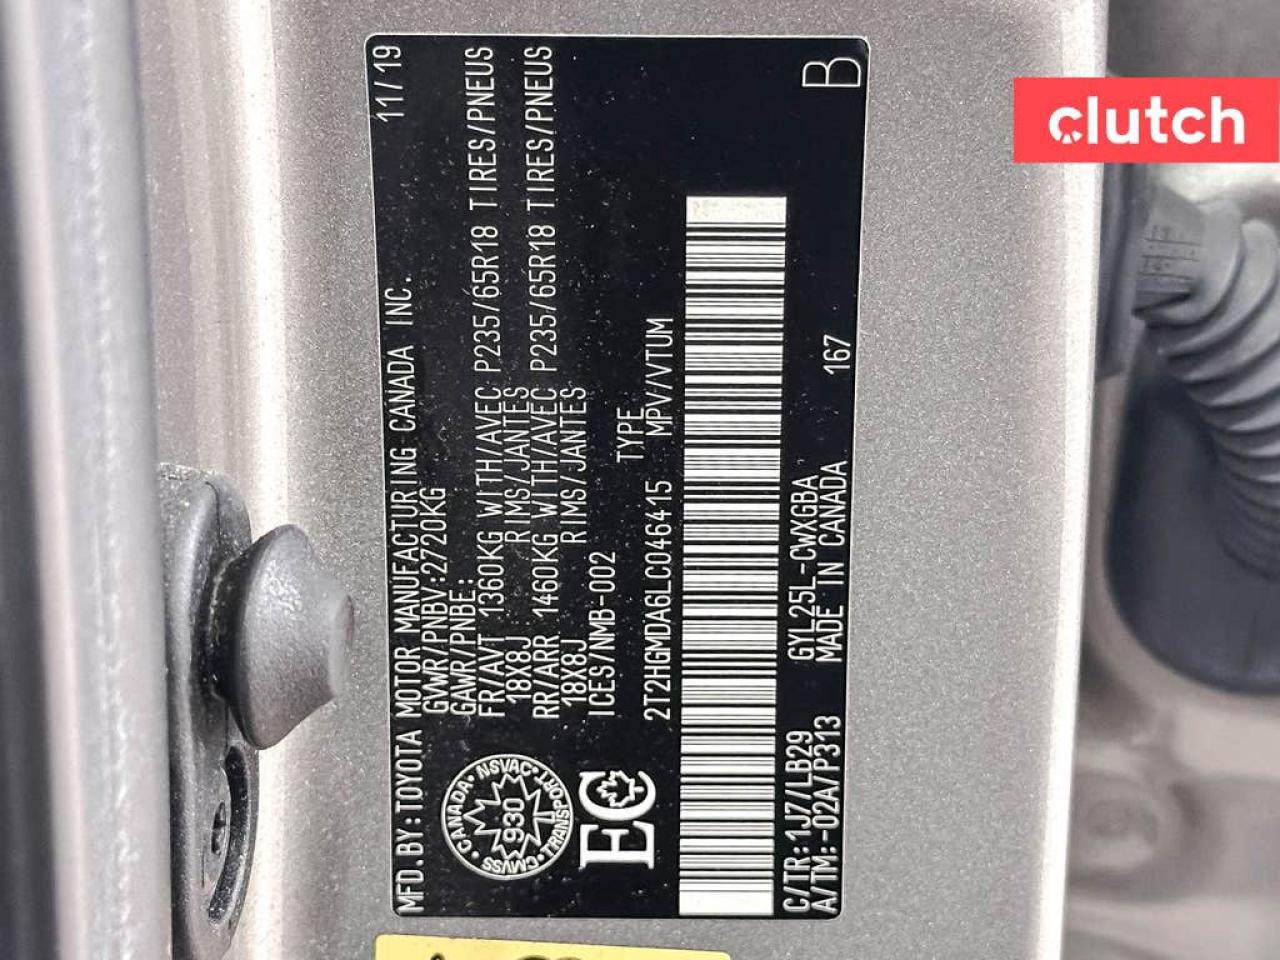 MFD.BY:TOYOTA MOTOR MANUFACTURING CANADA INC. 11/19
GVWR/PNBV:2720KG
GAWR/PNBE:
FR/AVT 1360KG WITH/AVEC P235/65R18 TIRES/PNEUS
18X8J RIMS/JANTES
RR/ARR 1460KG WITH/AVEC P235/65R18 TIRES/PNEUS
18X8J RIMS/JANTES
ICES/NMB-002
TYPE
2T2HGMDA6LC046415 MPV/VTUM
C/TR:1J7/LB29 GYL25L-CWXGBA B
A/TM:-02A/P313 MADE IN CANADA 167
CANADA • NSVAC • TRANSPORT • CMVSS
930
EC
clutch